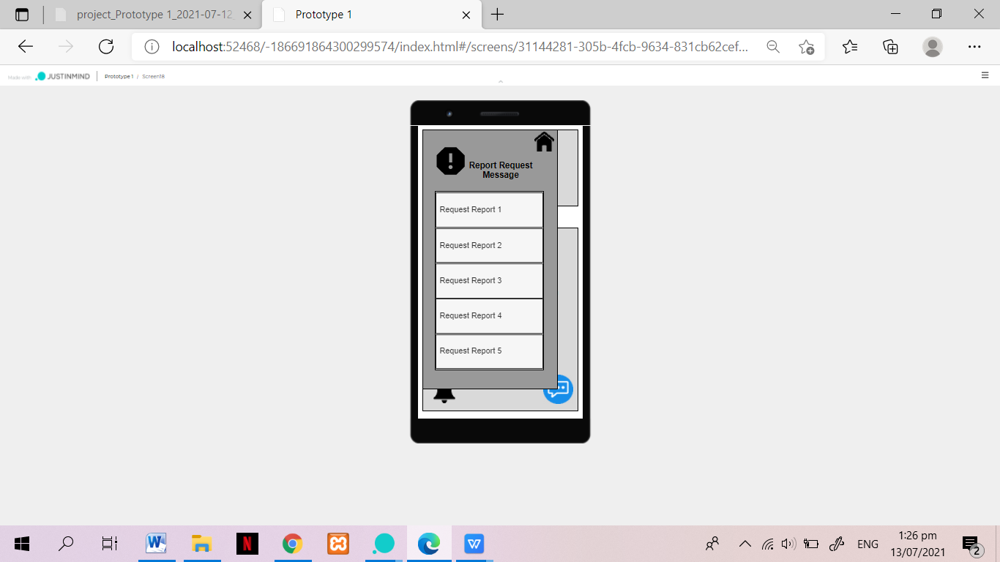 project_Prototype 1_2021-07-12
Prototype 1
localhost:52468/-186691864300299574/index.html#/screens/31144281-305b-4fcb-9634-831cb62cef...
Made with JUSTINMIND Prototype 1 / Screen18
Report Request
Message
Request Report 1
Request Report 2
Request Report 3
Request Report 4
Request Report 5
ENG
1:26 pm
13/07/2021
2